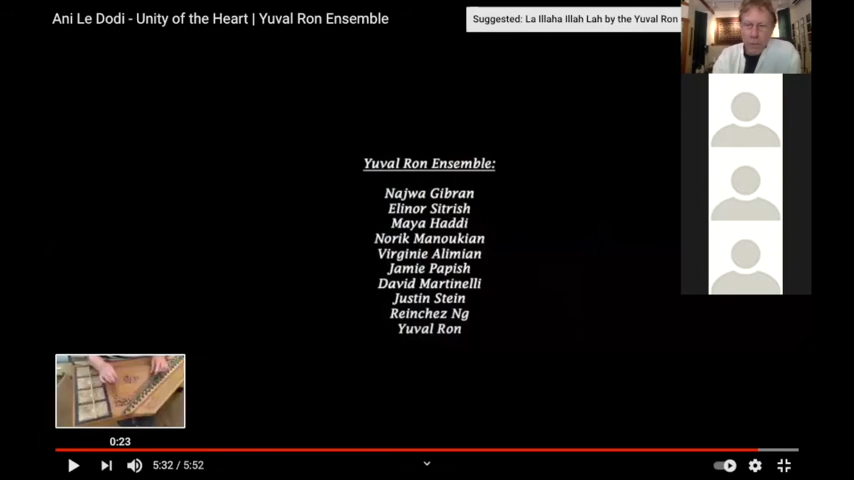 Ani Le Dodi - Unity of the Heart | Yuval Ron Ensemble
Suggested: La Illaha Illah Lah by the Yuval Ron
Yuval Ron Ensemble:
Najwa Gibran
Elinor Sitrish
Maya Haddi
Norik Manoukian
Virginie Alimian
Jamie Papish
David Martinelli
Justin Stein
Reinchez Ng
Yuval Ron
0:23
5:32 / 5:52